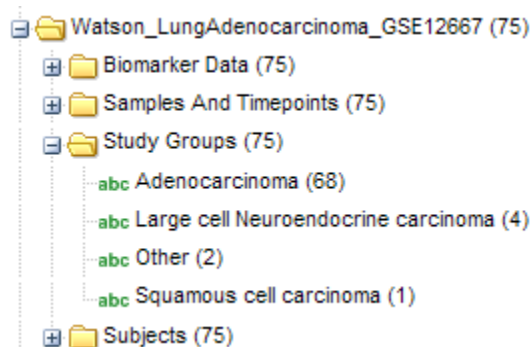 Watson_LungAdenocarcinoma_GSE12667 (75)
Biomarker Data (75)
Samples And Timepoints (75)
Study Groups (75)
abc Adenocarcinoma (68)
abc Large cell Neuroendocrine carcinoma (4)
abc Other (2)
abc Squamous cell carcinoma (1)
Subjects (75)